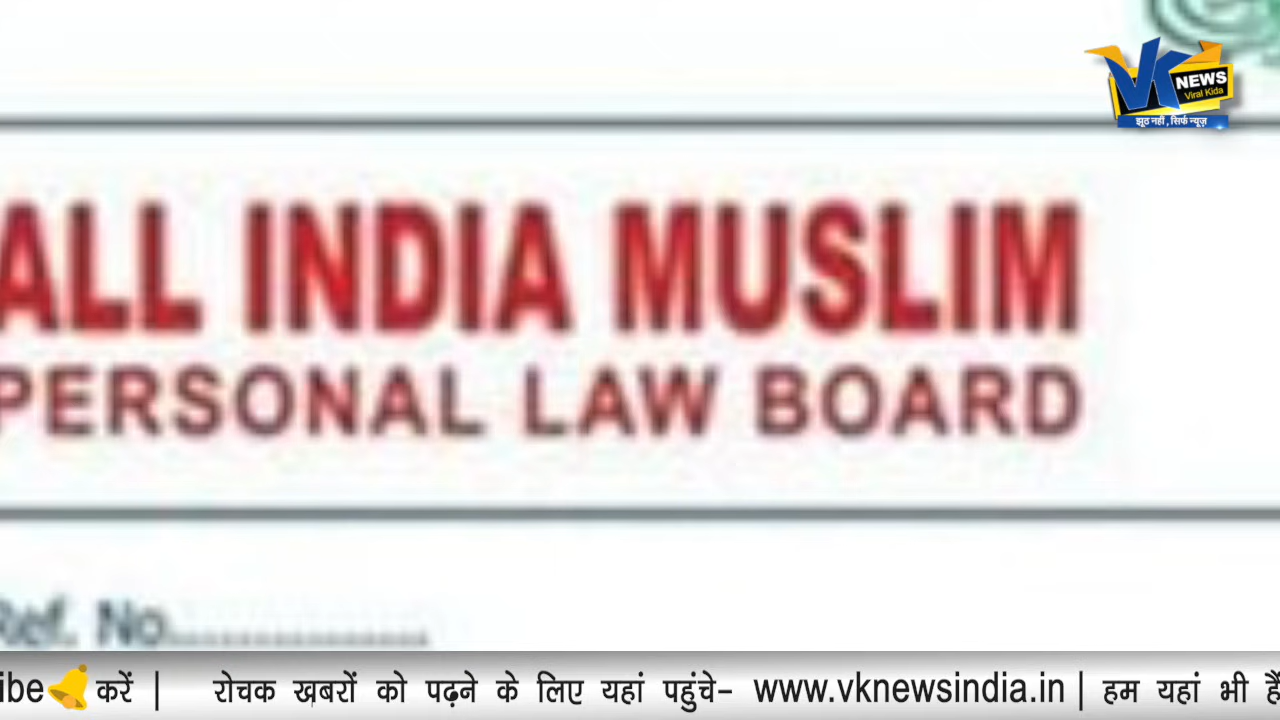 VK NEWS
Viral Kida
झूठ नहीं, सिर्फ न्यूज़
ALL INDIA MUSLIM
PERSONAL LAW BOARD
Ref. No...............
ibe🔔करें | रोचक ख़बरों को पढ़ने के लिए यहां पहुंचे– www.vknewsindia.in | हम यहां भी हैं